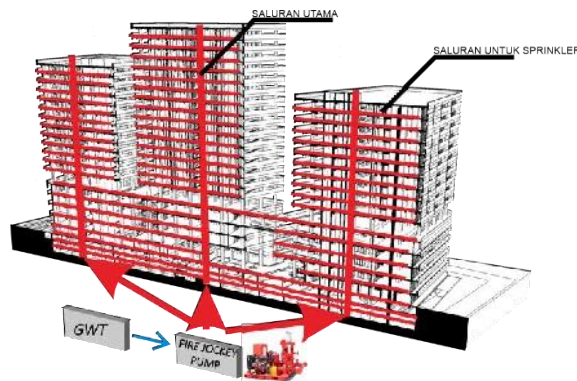 SALURAN UTAMA
SALURAN UNTUK SPRINKLER
GWT
FIRE JOCKEY
PUMP